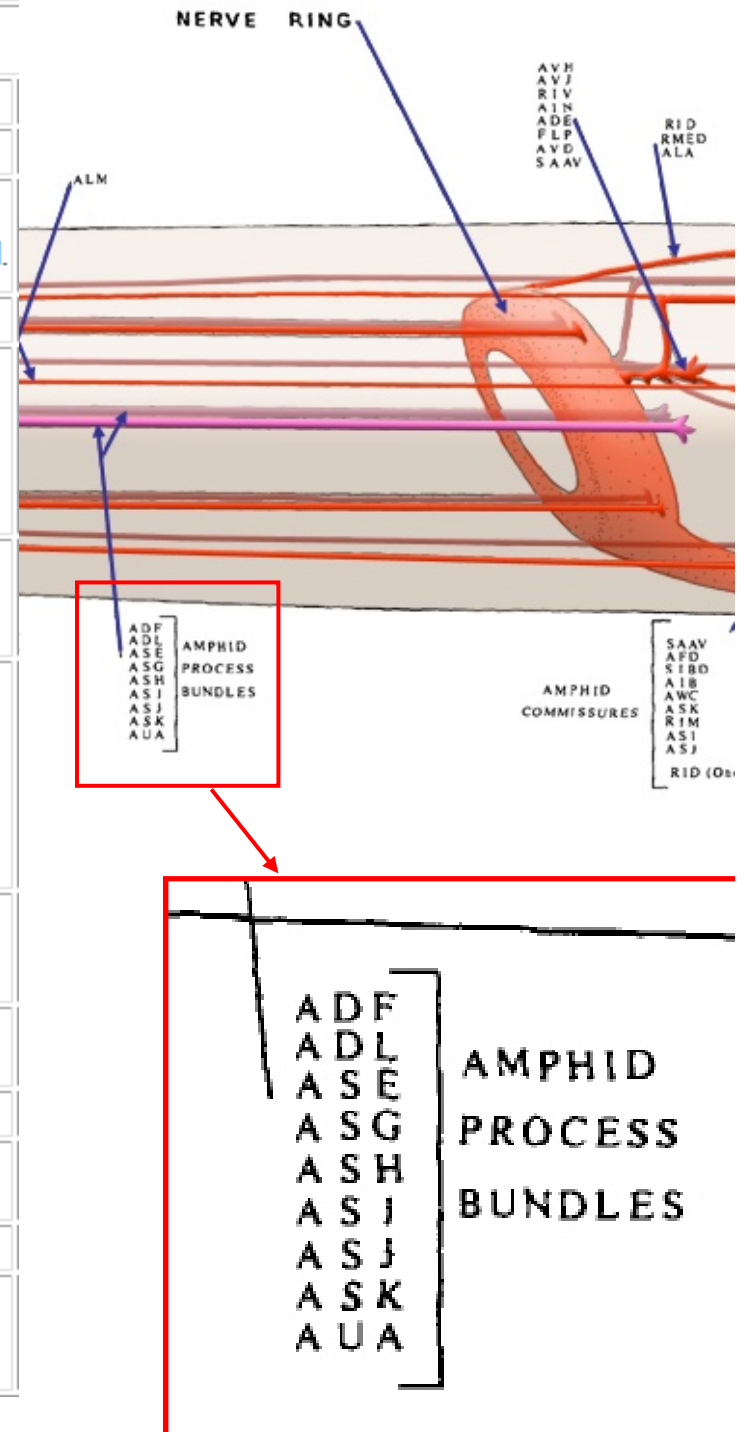 NERVE RING
AVH
AVJ
RIV
AIN
ADE
FLP
AVD
SAAV
RID
RMED
ALA
ALM
ADF
ADL
ASE
ASG
ASH
ASI
ASJ
ASK
AUA
AMPHID
PROCESS
BUNDLES
AMPHID
COMMISSURES
SAAV
AFD
SIBD
AIB
AWC
ASK
RIM
ASI
ASJ
RID
ADF
ADL
ASE
ASG
ASH
ASI
ASJ
ASK
AUA
AMPHID
PROCESS
BUNDLES